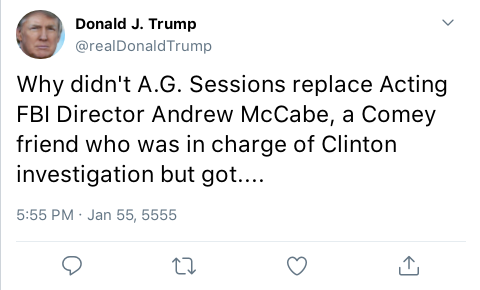 Donald J. Trump
@realDonaldTrump
Why didn't A.G. Sessions replace Acting
FBI Director Andrew McCabe, a Comey
friend who was in charge of Clinton
investigation but got....
5:55 PM · Jan 55, 5555